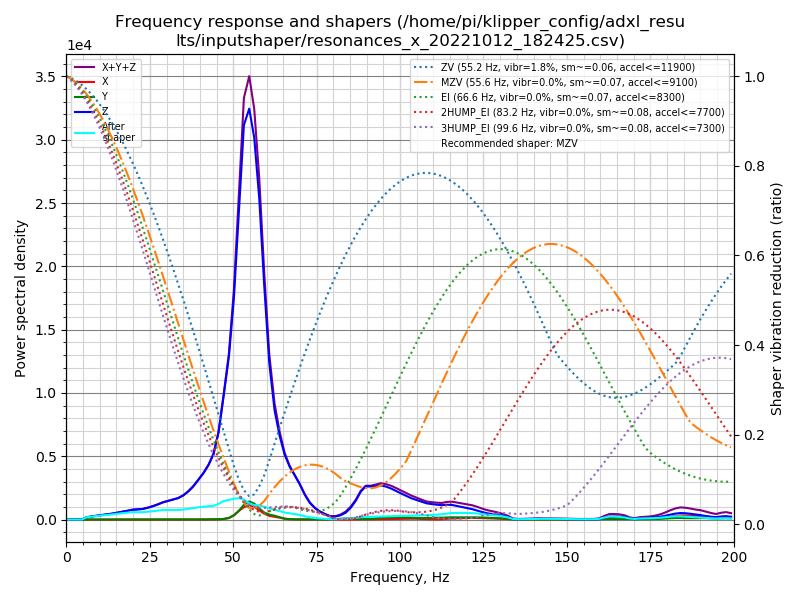 Frequency response and shapers (/home/pi/klipper_config/adxl_resu
lts/inputshaper/resonances_x_20221012_182425.csv)
1e4
X+Y+Z
X
Y
Z
After
shaper
ZV (55.2 Hz, vibr=1.8%, sm~=0.06, accel<=11900)
MZV (55.6 Hz, vibr=0.0%, sm~=0.07, accel<=9100)
EI (66.6 Hz, vibr=0.0%, sm~=0.07, accel<=8300)
2HUMP_EI (83.2 Hz, vibr=0.0%, sm~=0.08, accel<=7700)
3HUMP_EI (99.6 Hz, vibr=0.0%, sm~=0.08, accel<=7300)
Recommended shaper: MZV
Power spectral density
3.5
3.0
2.5
2.0
1.5
1.0
0.5
0.0
1.0
0.8
0.6
0.4
0.2
0.0
Shaper vibration reduction (ratio)
0 25 50 75 100 125 150 175 200
Frequency, Hz